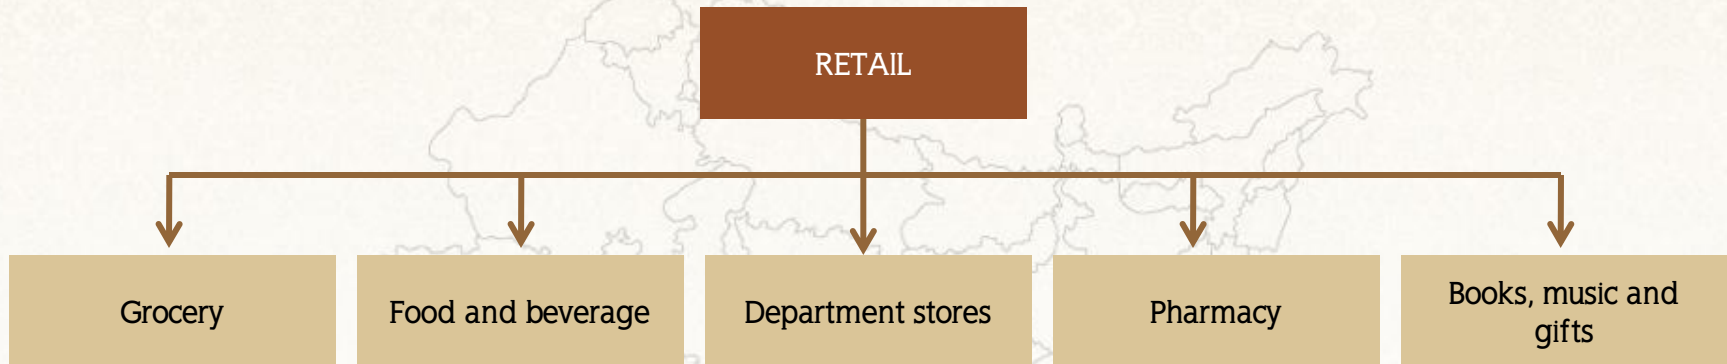 RETAIL
Grocery
Food and beverage
Department stores
Pharmacy
Books, music and
gifts